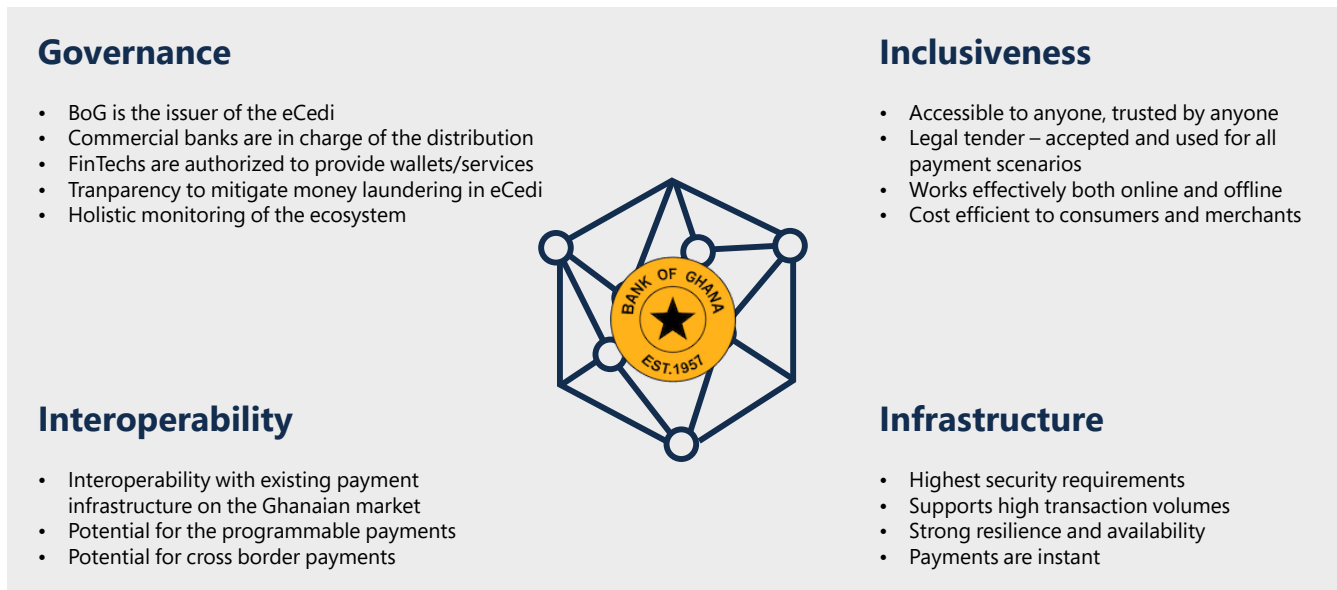 Governance
• BoG is the issuer of the eCedi
• Commercial banks are in charge of the distribution
• FinTechs are authorized to provide wallets/services
• Tranparency to mitigate money laundering in eCedi
• Holistic monitoring of the ecosystem
Inclusiveness
• Accessible to anyone, trusted by anyone
• Legal tender – accepted and used for all
payment scenarios
• Works effectively both online and offline
• Cost efficient to consumers and merchants
BANK OF GHANA
EST.1957
Interoperability
• Interoperability with existing payment
infrastructure on the Ghanaian market
• Potential for the programmable payments
• Potential for cross border payments
Infrastructure
• Highest security requirements
• Supports high transaction volumes
• Strong resilience and availability
• Payments are instant